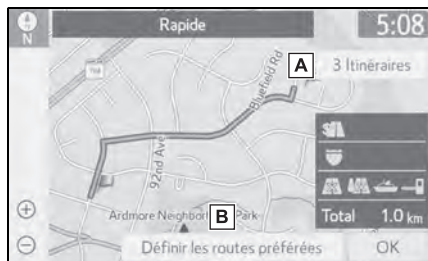 Rapide
5:08
N
A
3 Itinéraires
Bluefield Rd
92nd Ave
Ardmore Neighbor
B
Park
Total 1.0 km
Définir les routes préférées
OK